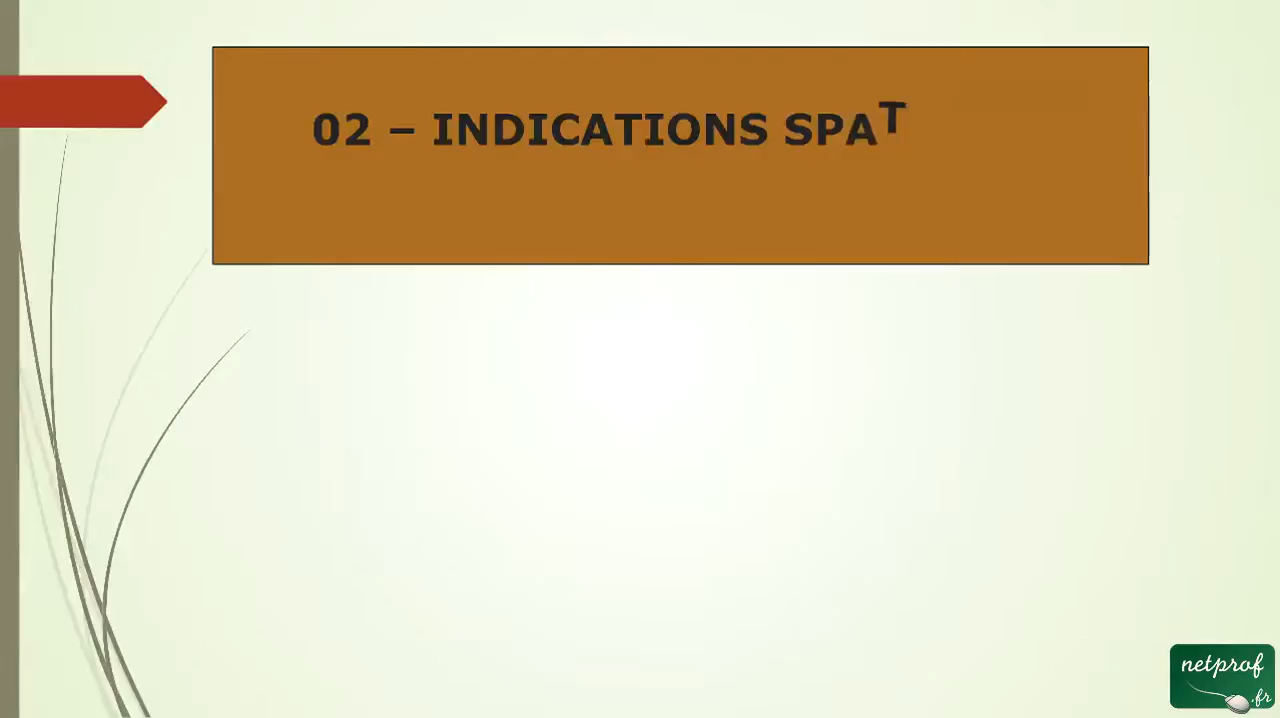 02 – INDICATIONS SPAT
netprof
.fr